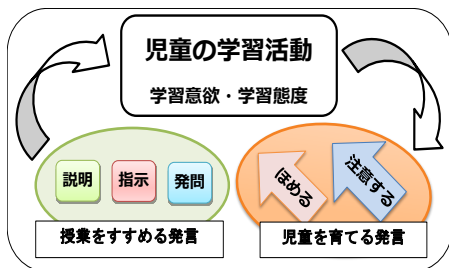 児童の学習活動
学習意欲・学習態度
説明
指示
発問
ほめる
注意する
授業をすすめる発言
児童を育てる発言